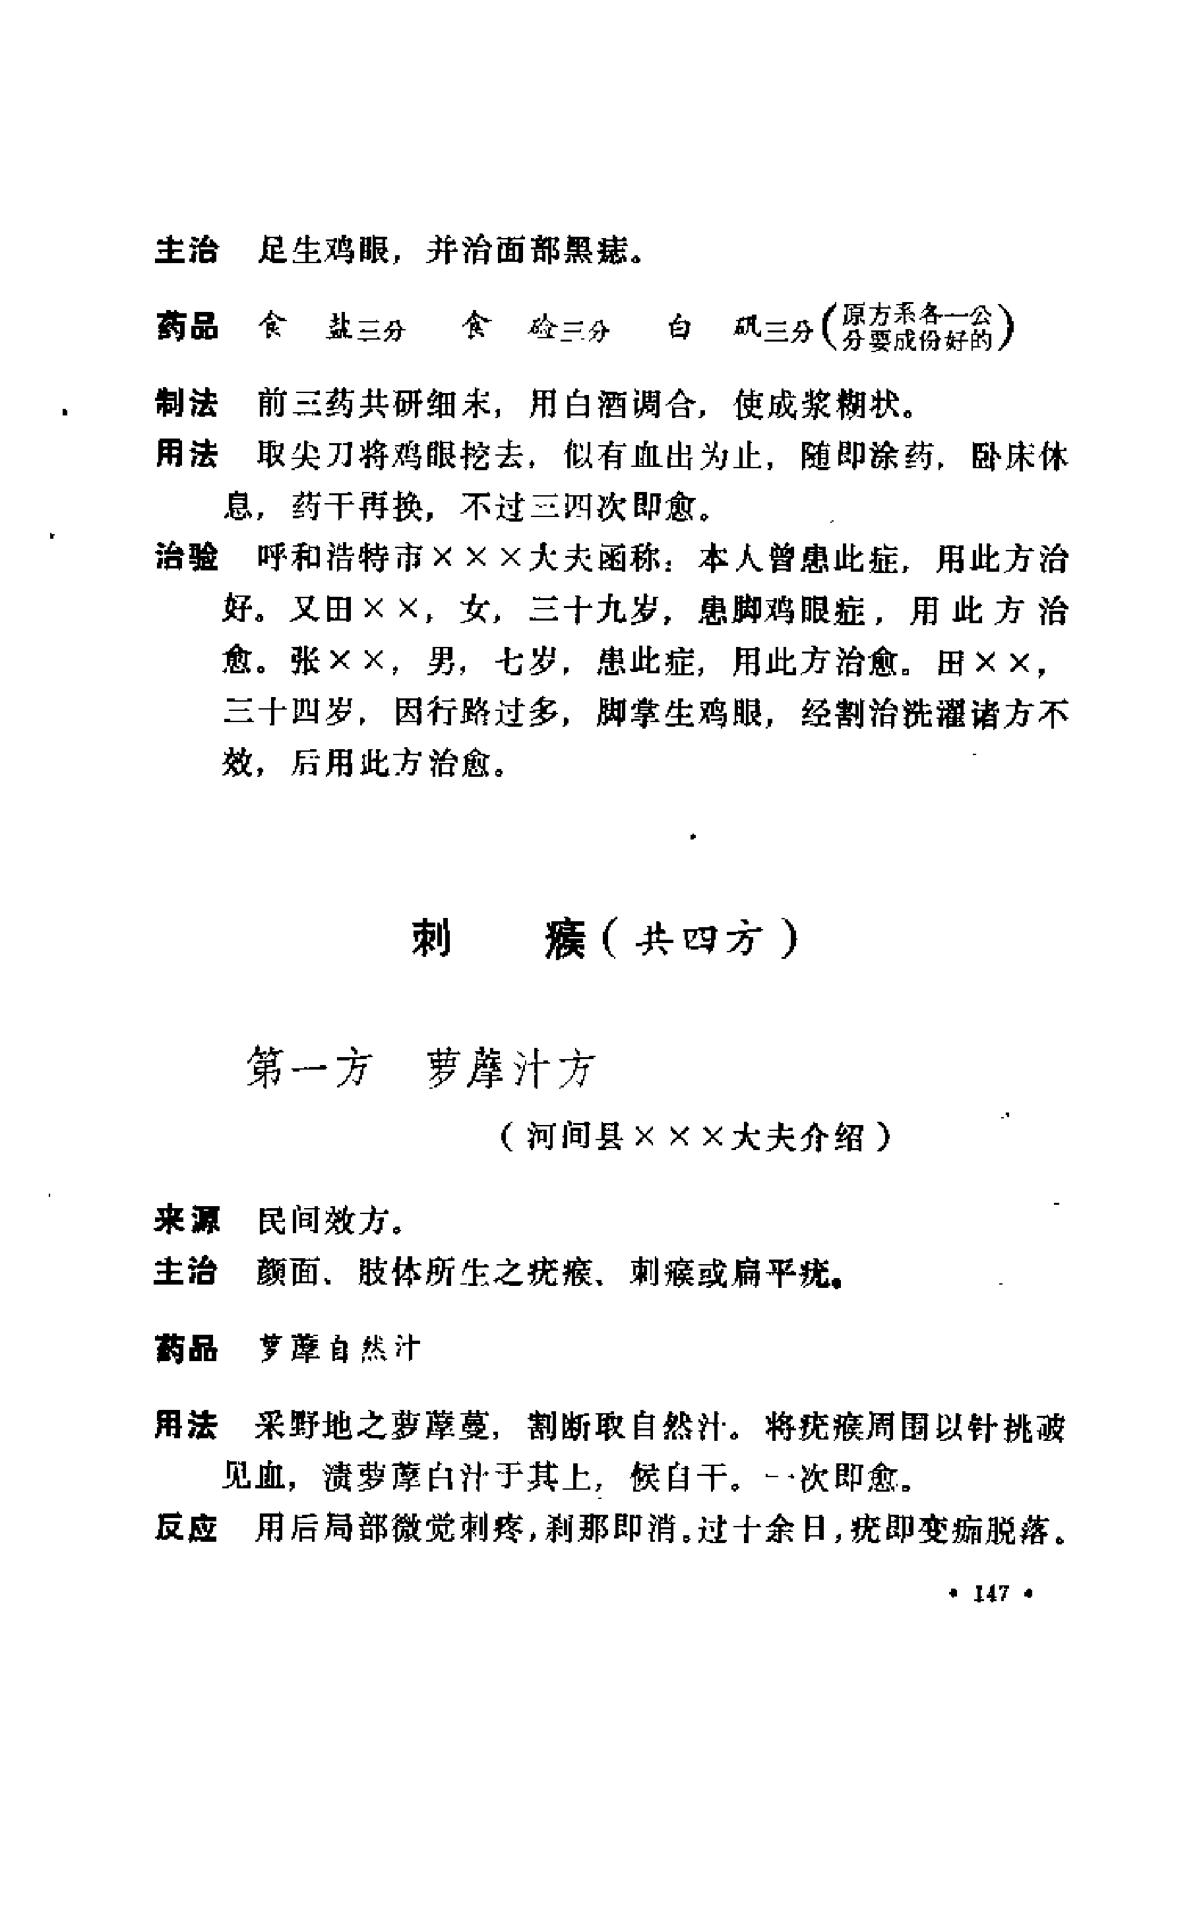 主治　足生鸡眼，并治面部黑痣。
药品　食　盐三分　食　硷三分　白　矾三分（原方系各一公分要成份好的）
制法　前三药共研细末，用白酒调合，使成浆糊状。
用法　取尖刀将鸡眼挖去，似有血出为止，随即涂药，卧床休
息，药干再换，不过三四次即愈。
治验　呼和浩特市×××大夫函称：本人曾患此症，用此方治
好。又田××，女，三十九岁，患脚鸡眼症，用此方治
愈。张××，男，七岁，患此症，用此方治愈。田××，
三十四岁，因行路过多，脚掌生鸡眼，经割治洗濯诸方不
效，后用此方治愈。
刺　瘊（共四方）
第一方　萝藦汁方
（河间县×××大夫介绍）
来源　民间效方。
主治　颜面、肢体所生之疣瘊、刺瘊或扁平疣。
药品　萝藦自然汁
用法　采野地之萝藦蔓，割断取自然汁。将疣瘊周围以针挑破
见血，渍萝藦白汁于其上，候自干。一次即愈。
反应　用后局部微觉刺疼，刹那即消。过十余日，疣即变痂脱落。
• 147 •